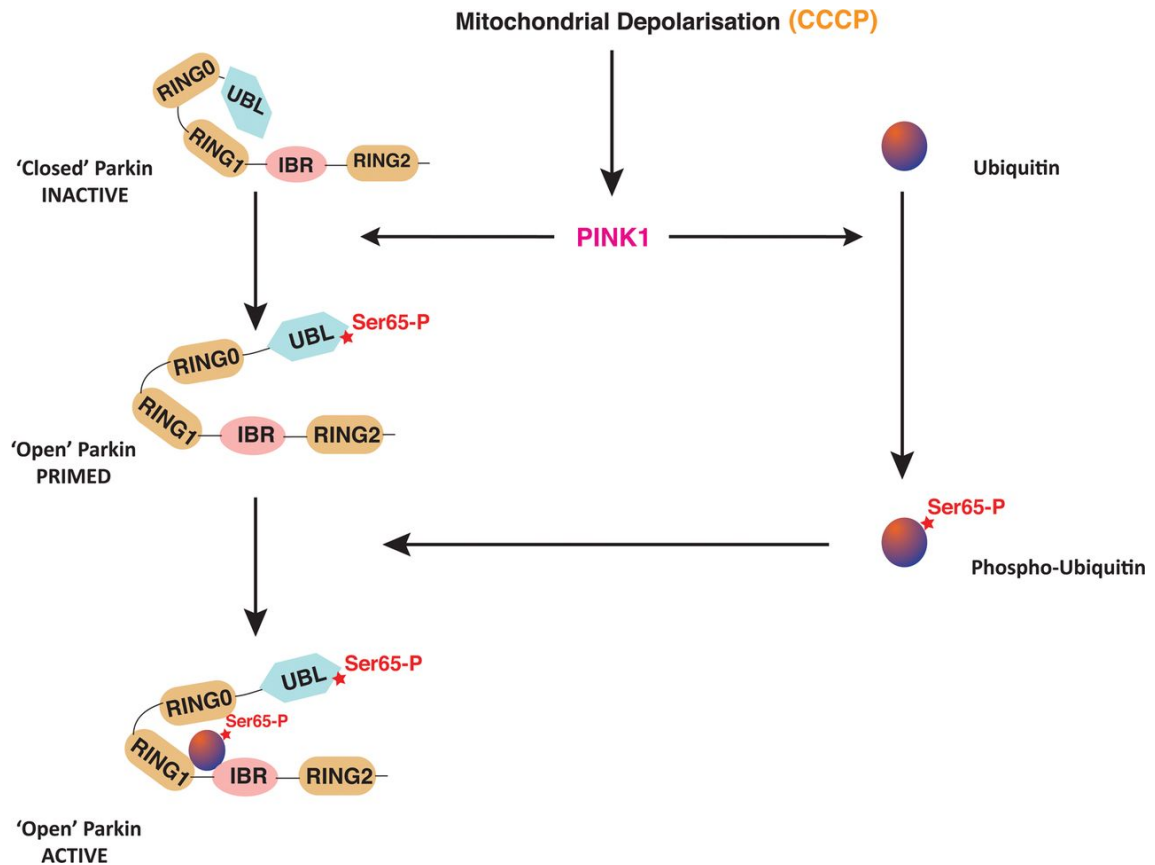 Mitochondrial Depolarisation (CCCP)
RING0
UBL
RING1
IBR
RING2
'Closed' Parkin
INACTIVE
Ubiquitin
PINK1
Ser65-P
UBL
RING0
RING1
IBR
RING2
'Open' Parkin
PRIMED
Ser65-P
Phospho-Ubiquitin
Ser65-P
UBL
RING0
Ser65-P
RING1
IBR
RING2
'Open' Parkin
ACTIVE